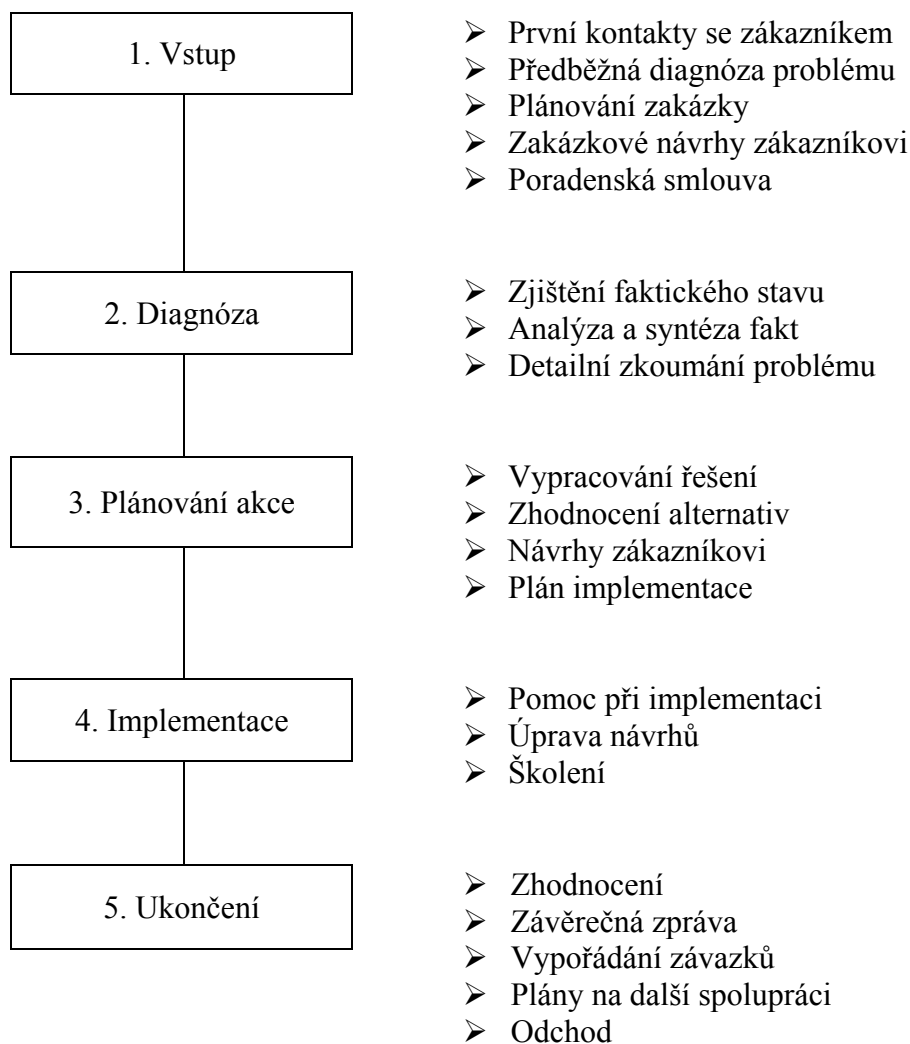 1. Vstup
➢ První kontakty se zákazníkem
➢ Předběžná diagnóza problému
➢ Plánování zakázky
➢ Zakázkové návrhy zákazníkovi
➢ Poradenská smlouva
2. Diagnóza
➢ Zjištění faktického stavu
➢ Analýza a syntéza fakt
➢ Detailní zkoumání problému
3. Plánování akce
➢ Vypracování řešení
➢ Zhodnocení alternativ
➢ Návrhy zákazníkovi
➢ Plán implementace
4. Implementace
➢ Pomoc při implementaci
➢ Úprava návrhů
➢ Školení
5. Ukončení
➢ Zhodnocení
➢ Závěrečná zpráva
➢ Vypořádání závazků
➢ Plány na další spolupráci
➢ Odchod